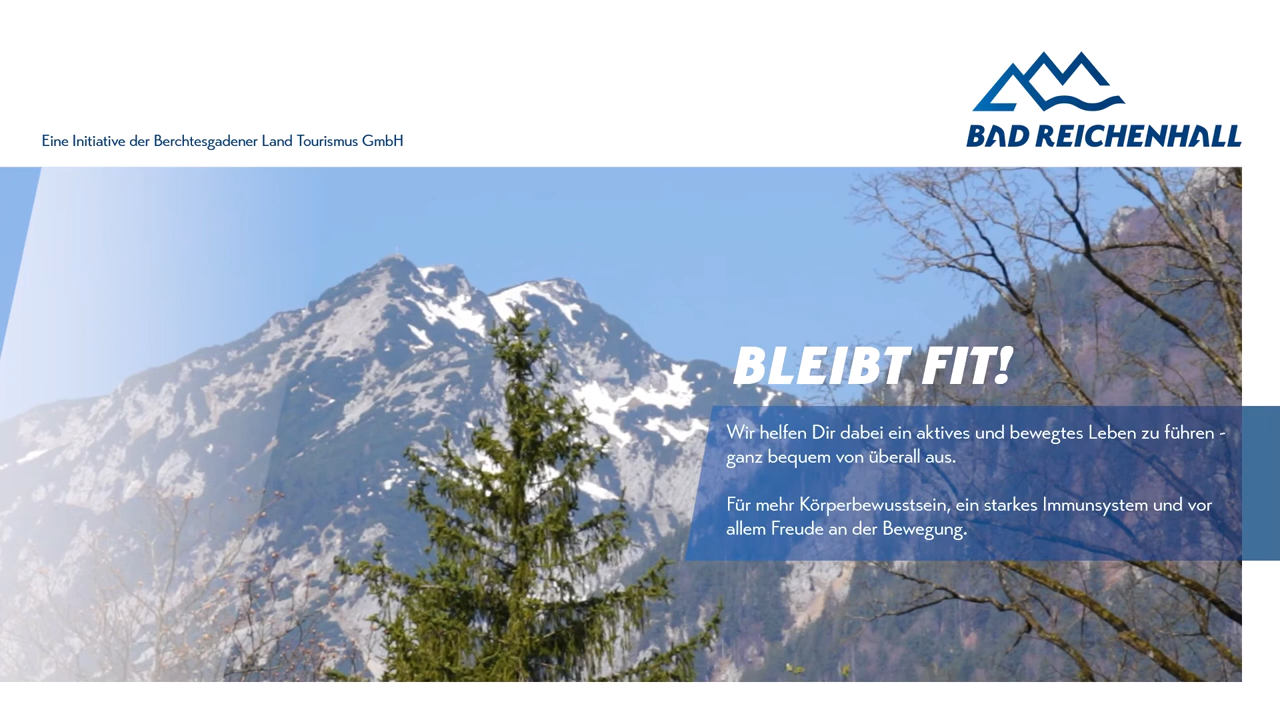 BAD REICHENHALL
Eine Initiative der Berchtesgadener Land Tourismus GmbH
BLEIBT FIT!
Wir helfen Dir dabei ein aktives und bewegtes Leben zu führen -
ganz bequem von überall aus.
Für mehr Körperbewusstsein, ein starkes Immunsystem und vor
allem Freude an der Bewegung.